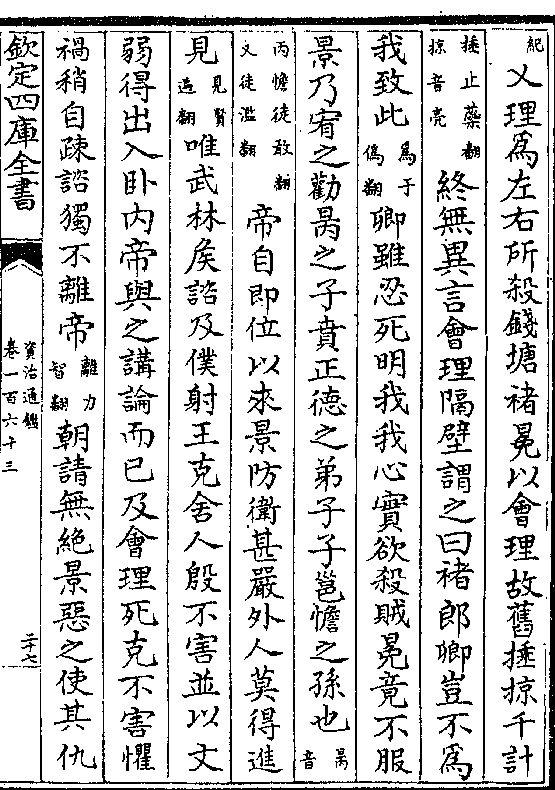 紀乂理為左右所殺錢塘褚冕以會理故舊捶掠千計
捶止蘂翻掠音亮終無異言會理隔壁謂之曰褚郎卿豈不為
我致此為于偽翻卿雖忍死明我我心實欲殺賊冕竟不服
景乃宥之勸昺之子賁正德之弟子子邕憺之孫也昺音
丙憺徒敢翻又徒濫翻帝自即位以來景防衛甚嚴外人莫得進
見見賢遍翻唯武林侯諮及僕射王克舍人殷不害並以文
弱得出入卧内帝與之講論而已及會理死克不害懼
禍稍自疎諮獨不離帝離力智翻朝請無絶景惡之使其仇
欽定四庫全書
資治通鑑
卷一百六十三
二十七